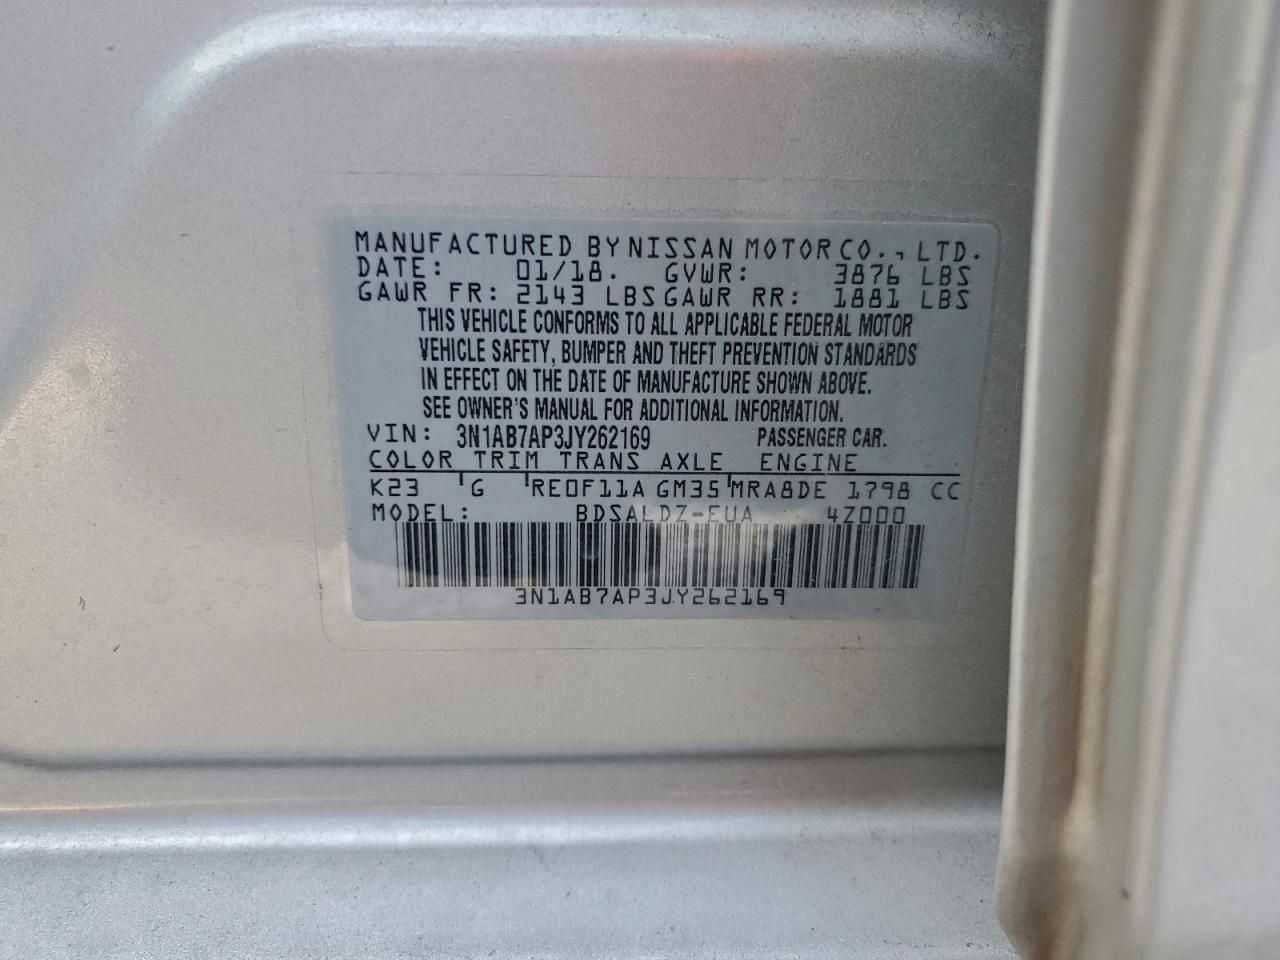 MANUFACTURED BY NISSAN MOTOR CO., LTD.
DATE: 01/18. GVWR: 3876 LBS
GAWR FR: 2143 LBS GAWR RR: 1881 LBS
THIS VEHICLE CONFORMS TO ALL APPLICABLE FEDERAL MOTOR
VEHICLE SAFETY, BUMPER AND THEFT PREVENTION STANDARDS
IN EFFECT ON THE DATE OF MANUFACTURE SHOWN ABOVE.
SEE OWNER'S MANUAL FOR ADDITIONAL INFORMATION.
VIN: 3N1AB7AP3JY262169 PASSENGER CAR.
COLOR TRIM TRANS AXLE ENGINE
K23 G RE0F11A GM35 MRA8DE 1798 CC
MODEL: BDSALDZ-EUA 4Z000
3N1AB7AP3JY262169